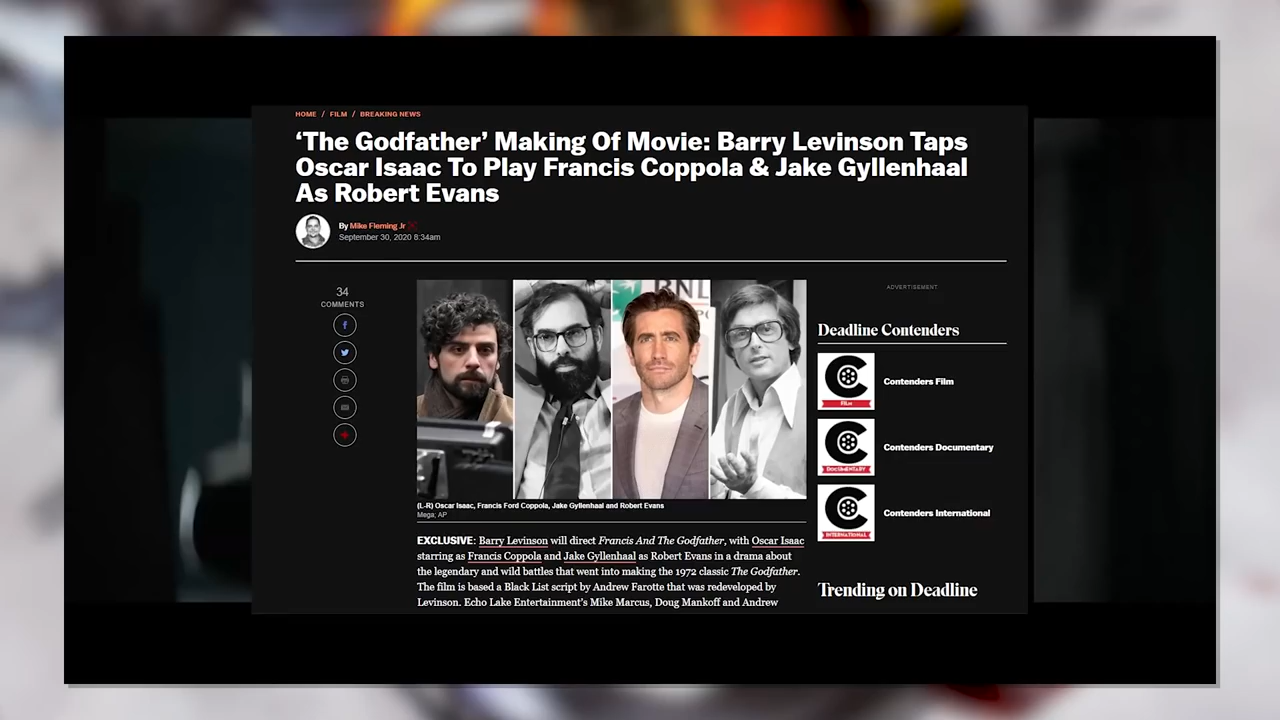 HOME / FILM / BREAKING NEWS
‘The Godfather’ Making Of Movie: Barry Levinson Taps
Oscar Isaac To Play Francis Coppola & Jake Gyllenhaal
As Robert Evans
By Mike Fleming Jr
September 30, 2020 8:34am
34
COMMENTS
BNL
(L-R) Oscar Isaac, Francis Ford Coppola, Jake Gyllenhaal and Robert Evans
Mega; AP
EXCLUSIVE: Barry Levinson will direct Francis And The Godfather, with Oscar Isaac
starring as Francis Coppola and Jake Gyllenhaal as Robert Evans in a drama about
the legendary and wild battles that went into making the 1972 classic The Godfather.
The film is based a Black List script by Andrew Farotte that was redeveloped by
Levinson. Echo Lake Entertainment's Mike Marcus, Doug Mankoff and Andrew
ADVERTISEMENT
Deadline Contenders
FILM
Contenders Film
DOCUMENTARY
Contenders Documentary
INTERNATIONAL
Contenders International
Trending on Deadline